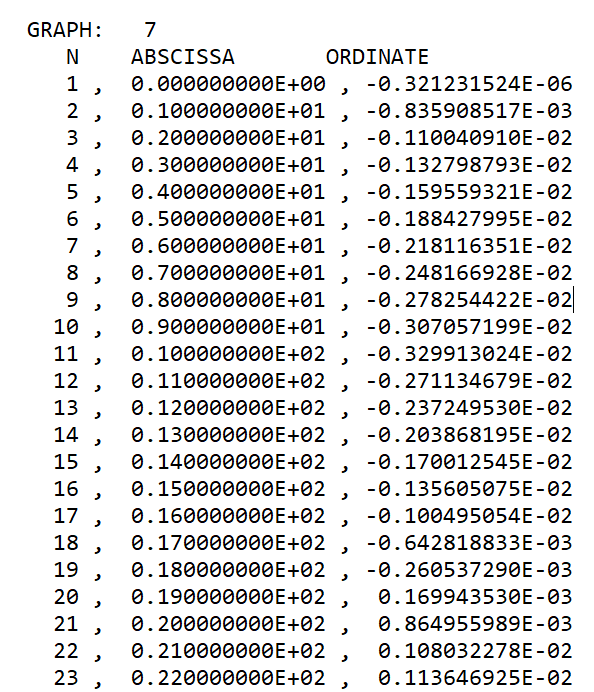 GRAPH: 7
N ABSCISSA ORDINATE
1 , 0.000000000E+00 , -0.321231524E-06
2 , 0.100000000E+01 , -0.835908517E-03
3 , 0.200000000E+01 , -0.110040910E-02
4 , 0.300000000E+01 , -0.132798793E-02
5 , 0.400000000E+01 , -0.159559321E-02
6 , 0.500000000E+01 , -0.188427995E-02
7 , 0.600000000E+01 , -0.218116351E-02
8 , 0.700000000E+01 , -0.248166928E-02
9 , 0.800000000E+01 , -0.278254422E-02
10 , 0.900000000E+01 , -0.307057199E-02
11 , 0.100000000E+02 , -0.329913024E-02
12 , 0.110000000E+02 , -0.271134679E-02
13 , 0.120000000E+02 , -0.237249530E-02
14 , 0.130000000E+02 , -0.203868195E-02
15 , 0.140000000E+02 , -0.170012545E-02
16 , 0.150000000E+02 , -0.135605075E-02
17 , 0.160000000E+02 , -0.100495054E-02
18 , 0.170000000E+02 , -0.642818833E-03
19 , 0.180000000E+02 , -0.260537290E-03
20 , 0.190000000E+02 , 0.169943530E-03
21 , 0.200000000E+02 , 0.864955989E-03
22 , 0.210000000E+02 , 0.108032278E-02
23 , 0.220000000E+02 , 0.113646925E-02